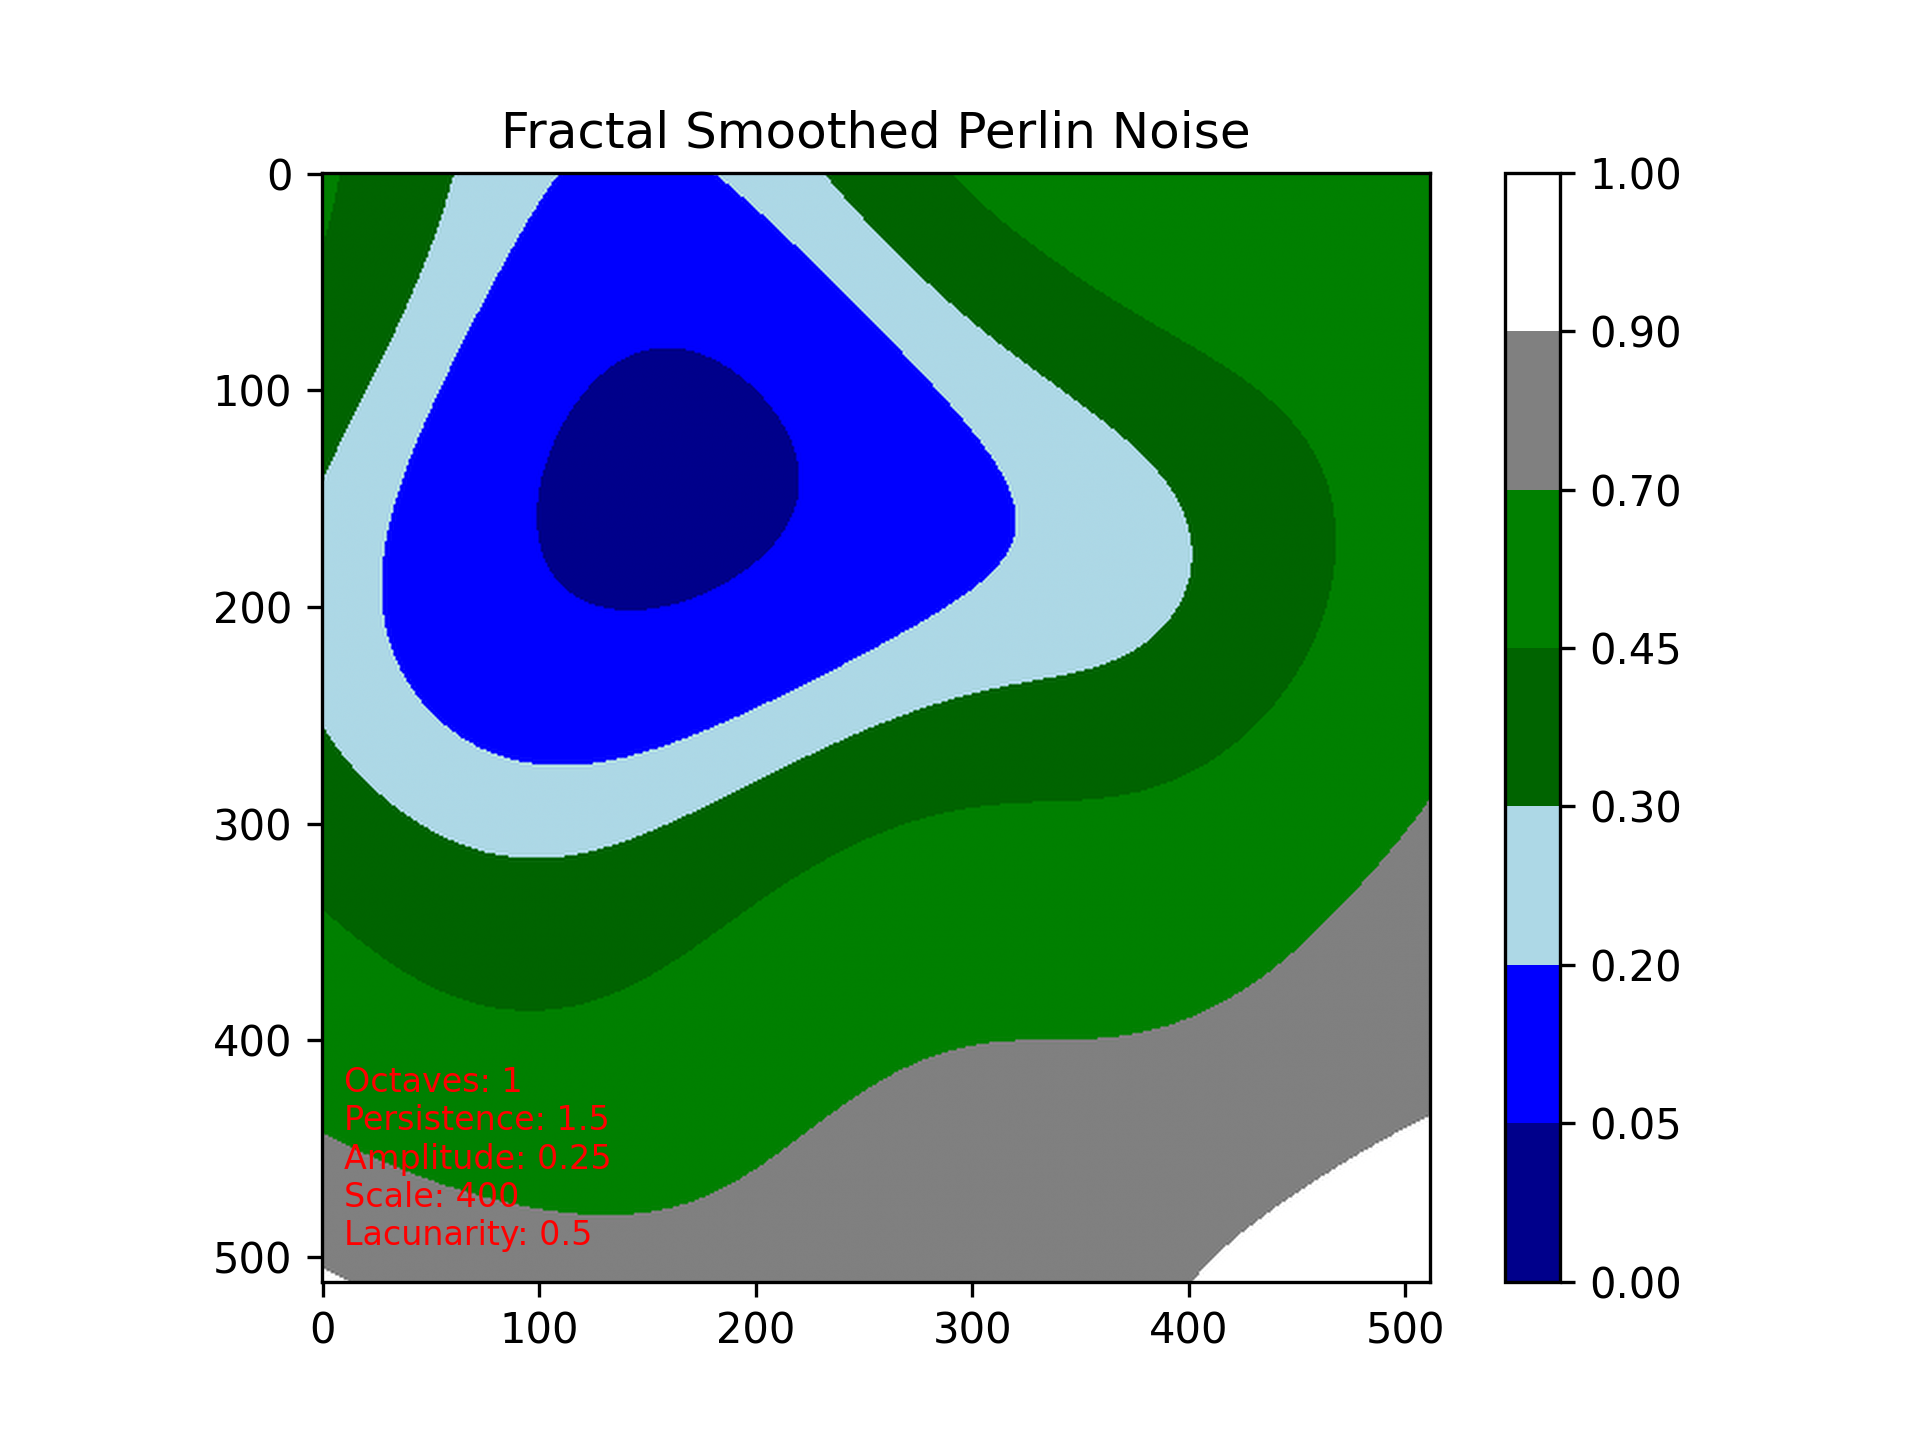 Fractal Smoothed Perlin Noise
0
100
200
300
400
500
Octaves: 1
Persistence: 1.5
Amplitude: 0.25
Scale: 400
Lacunarity: 0.5
0 100 200 300 400 500
1.00
0.90
0.70
0.45
0.30
0.20
0.05
0.00